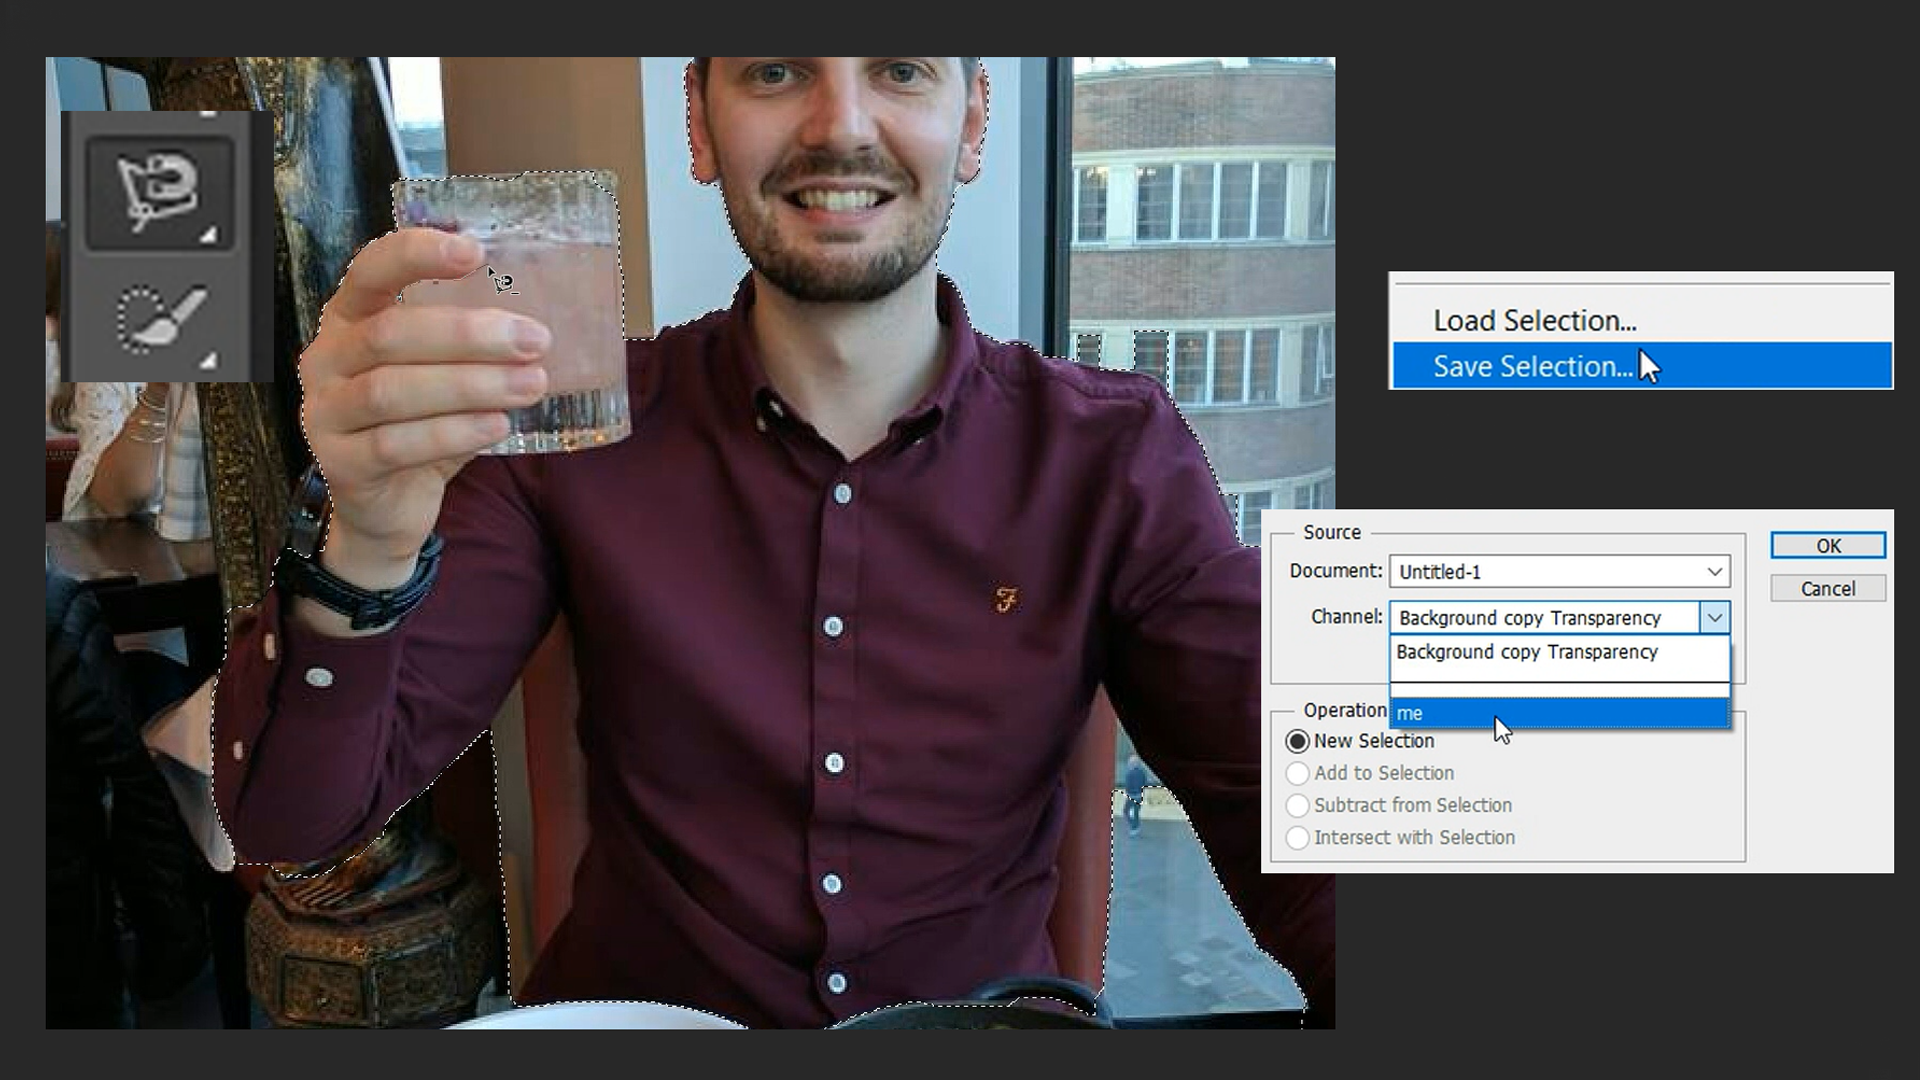 Load Selection...
Save Selection...
Source
Document: Untitled-1
OK
Cancel
Channel: Background copy Transparency
Background copy Transparency
me
Operation
New Selection
Add to Selection
Subtract from Selection
Intersect with Selection
F